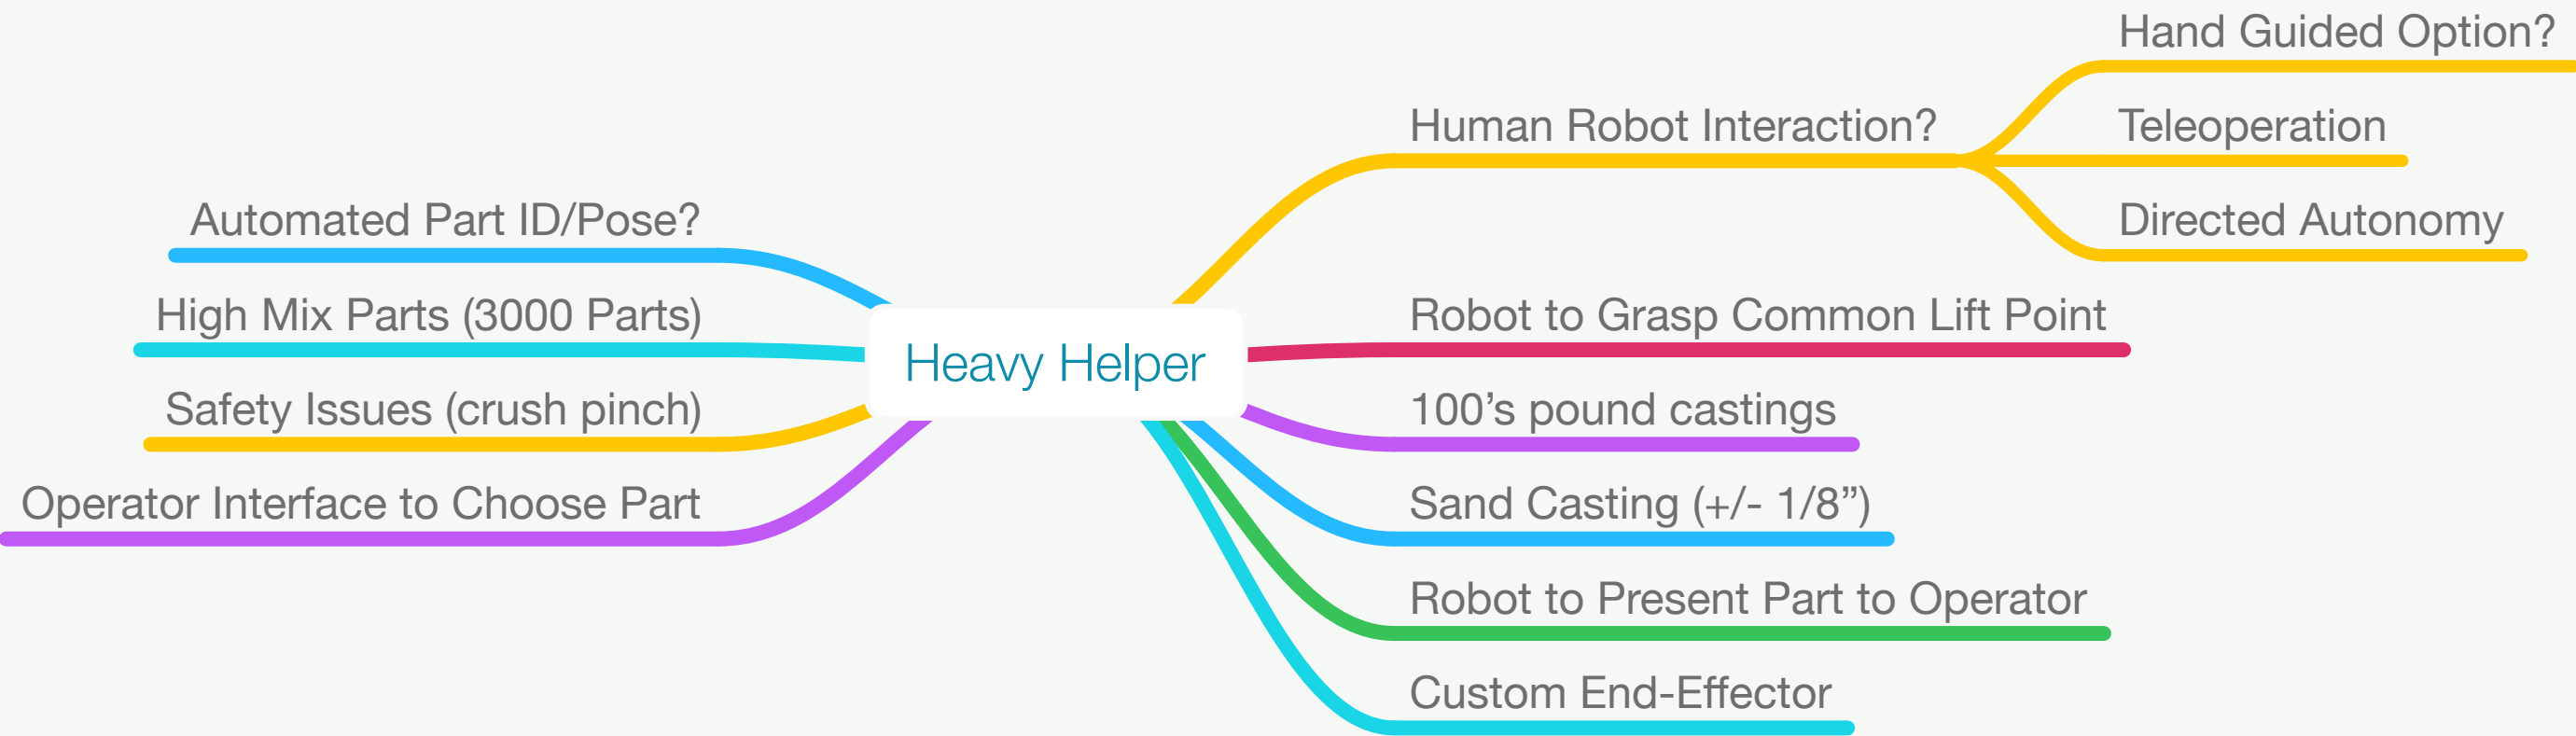 Hand Guided Option?
Human Robot Interaction?
Teleoperation
Directed Autonomy
Automated Part ID/Pose?
High Mix Parts (3000 Parts)
Safety Issues (crush pinch)
Operator Interface to Choose Part
Heavy Helper
Robot to Grasp Common Lift Point
100’s pound castings
Sand Casting (+/- 1/8”)
Robot to Present Part to Operator
Custom End-Effector